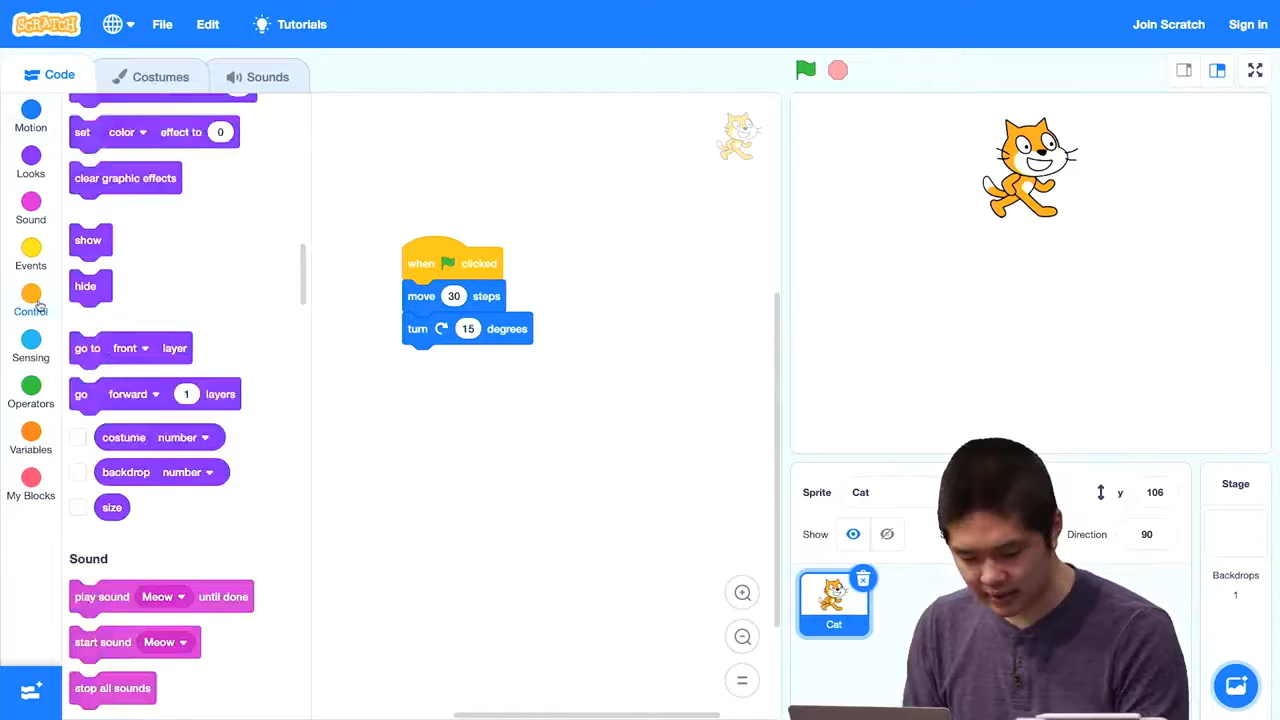 SCRATCH File Edit Tutorials Join Scratch Sign in
Code Costumes Sounds
Motion
Looks
Sound
Events
Control
Sensing
Operators
Variables
My Blocks
set color effect to 0
clear graphic effects
show
hide
go to front layer
go forward 1 layers
costume number
backdrop number
size
Sound
play sound Meow until done
start sound Meow
stop all sounds
when clicked
move 30 steps
turn 15 degrees
Sprite Cat y 106
Show Direction 90
Cat
Stage
Backdrops
1